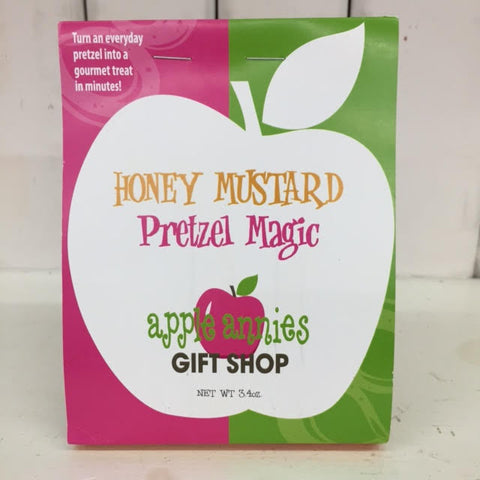 Turn an everyday
pretzel into a
gourmet treat
in minutes!
HONEY MUSTARD
Pretzel Magic
apple annies
GIFT SHOP
NET WT 3.4oz.